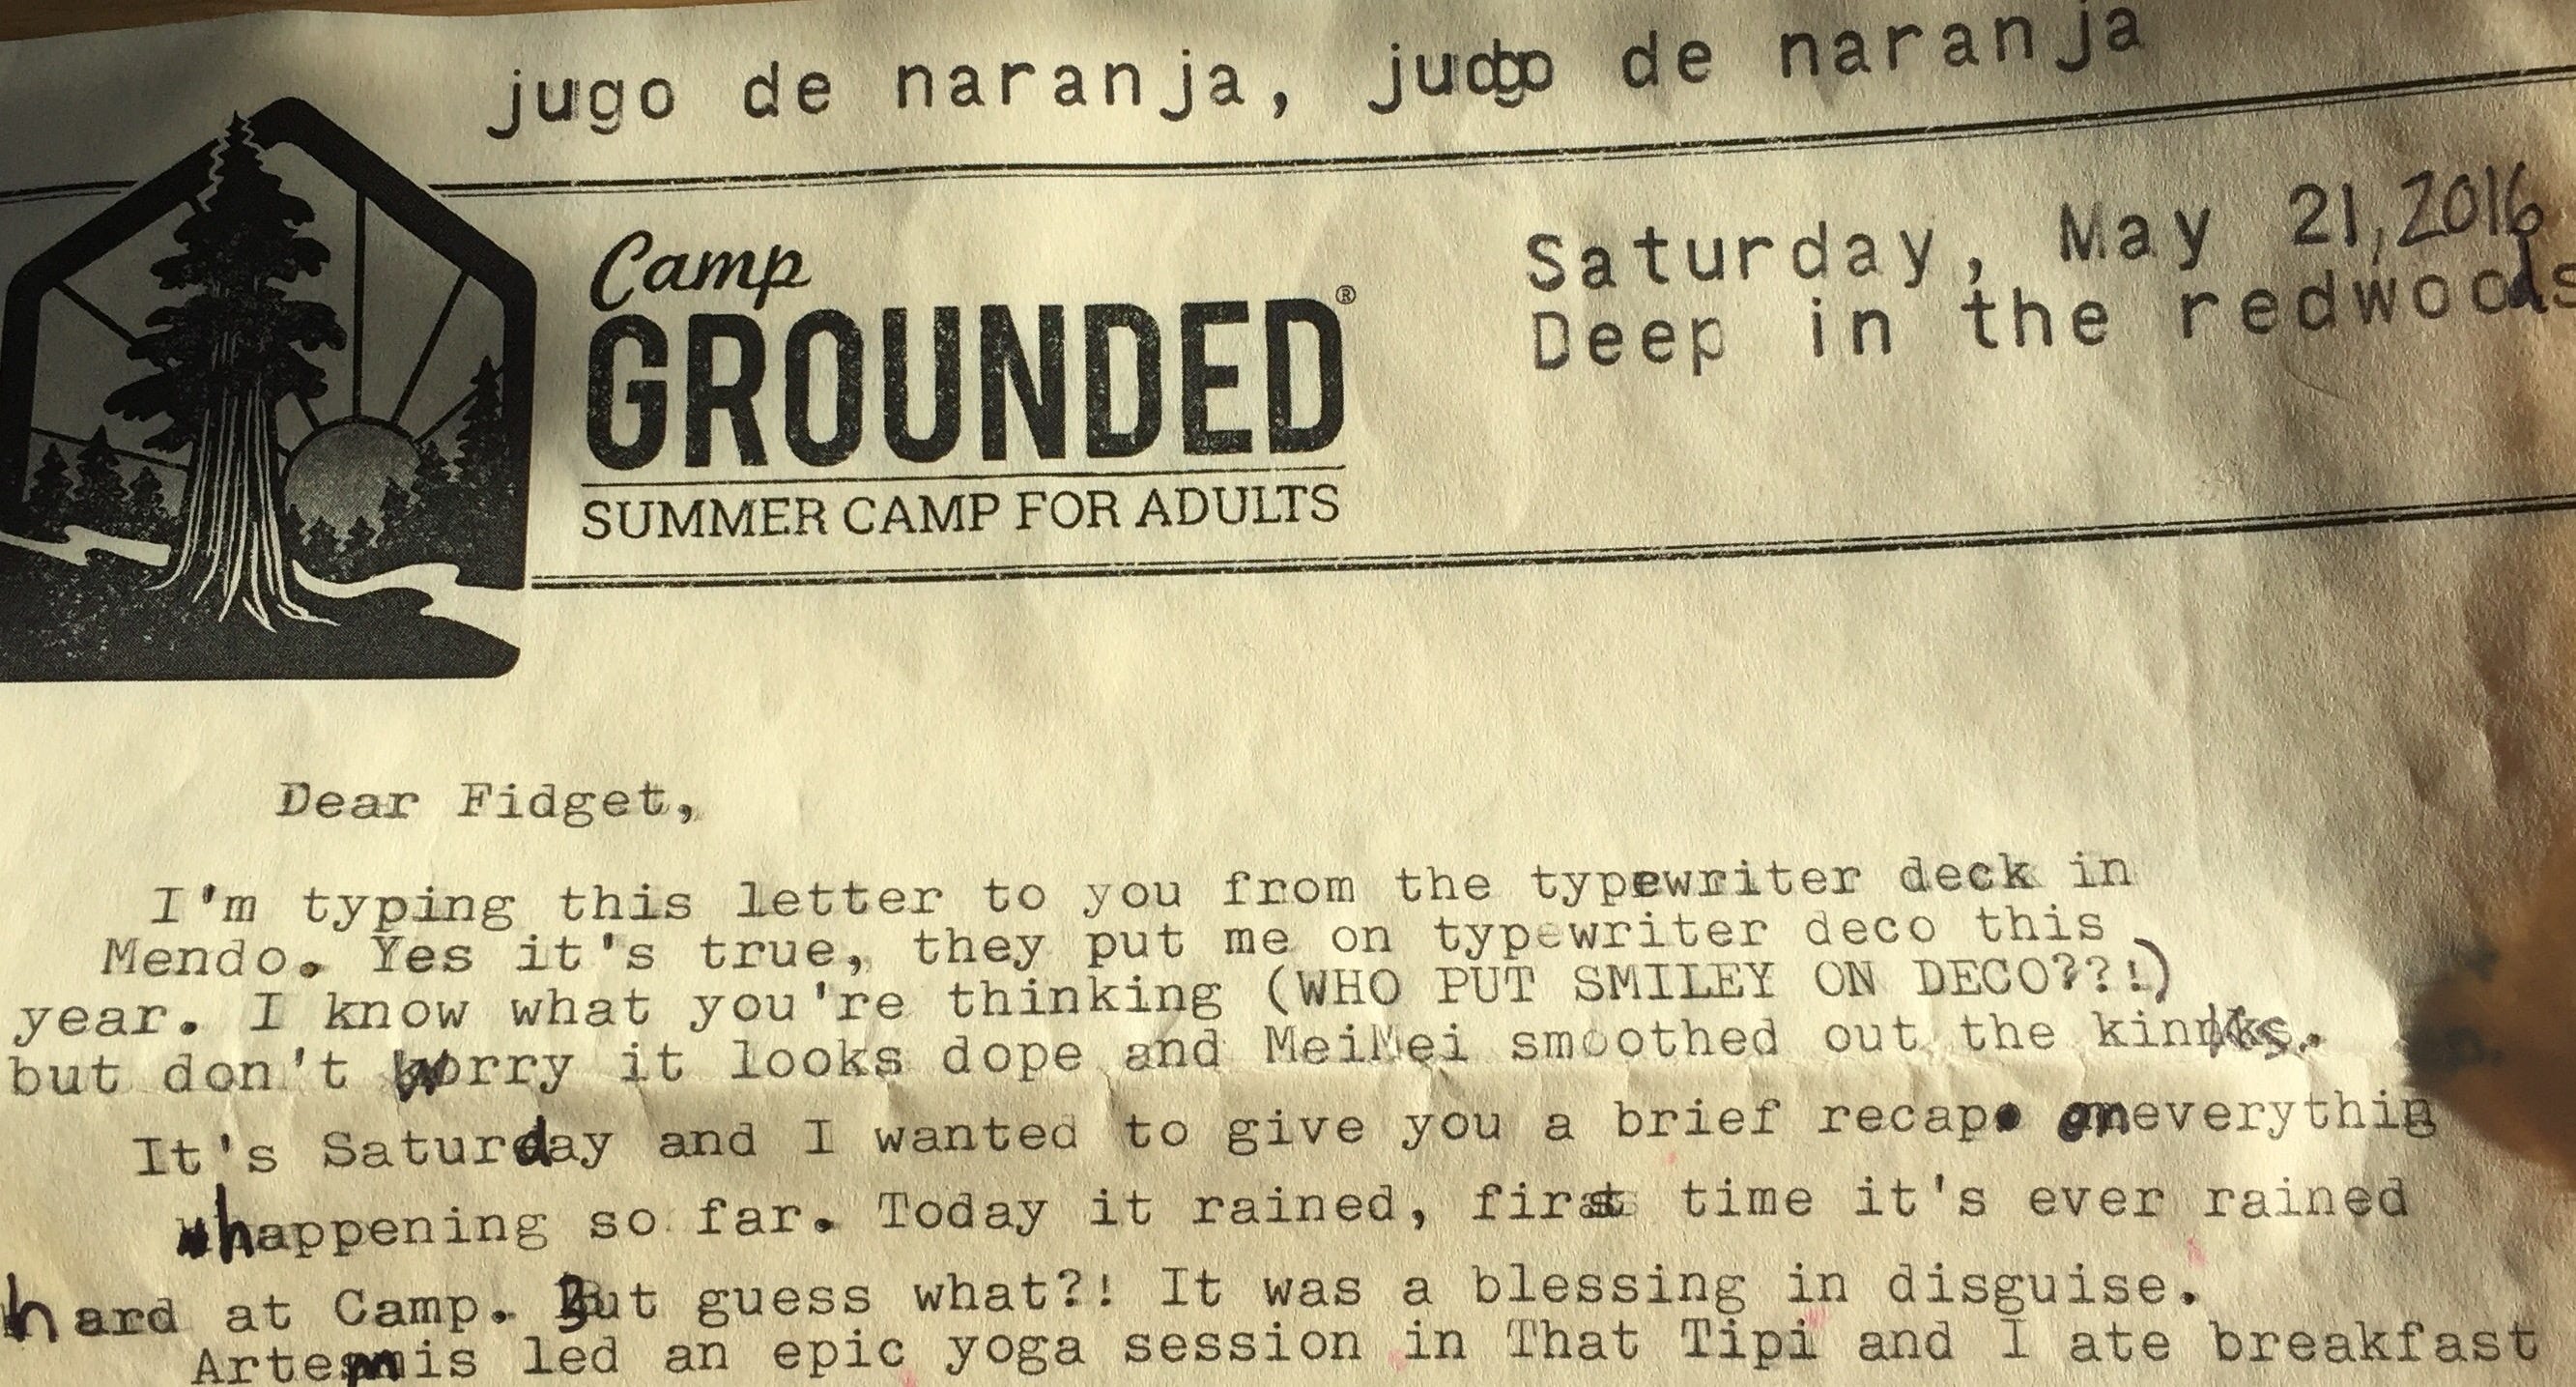 jugo de naranja, judgo de naranja
Camp
GROUNDED®
SUMMER CAMP FOR ADULTS
Saturday, May 21, 2016
Deep in the redwoods
Dear Fidget,
I'm typing this letter to you from the typewriter deck in
Mendo. Yes it's true, they put me on typewriter deco this
year. I know what you're thinking (WHO PUT SMILEY ON DECO??!)
but don't worry it looks dope and MeiMei smoothed out the kinks.
It's Saturday and I wanted to give you a brief recap on everythin
happening so far. Today it rained, first time it's ever rained
hard at Camp. But guess what?! It was a blessing in disguise.
Artemis led an epic yoga session in That Tipi and I ate breakfast